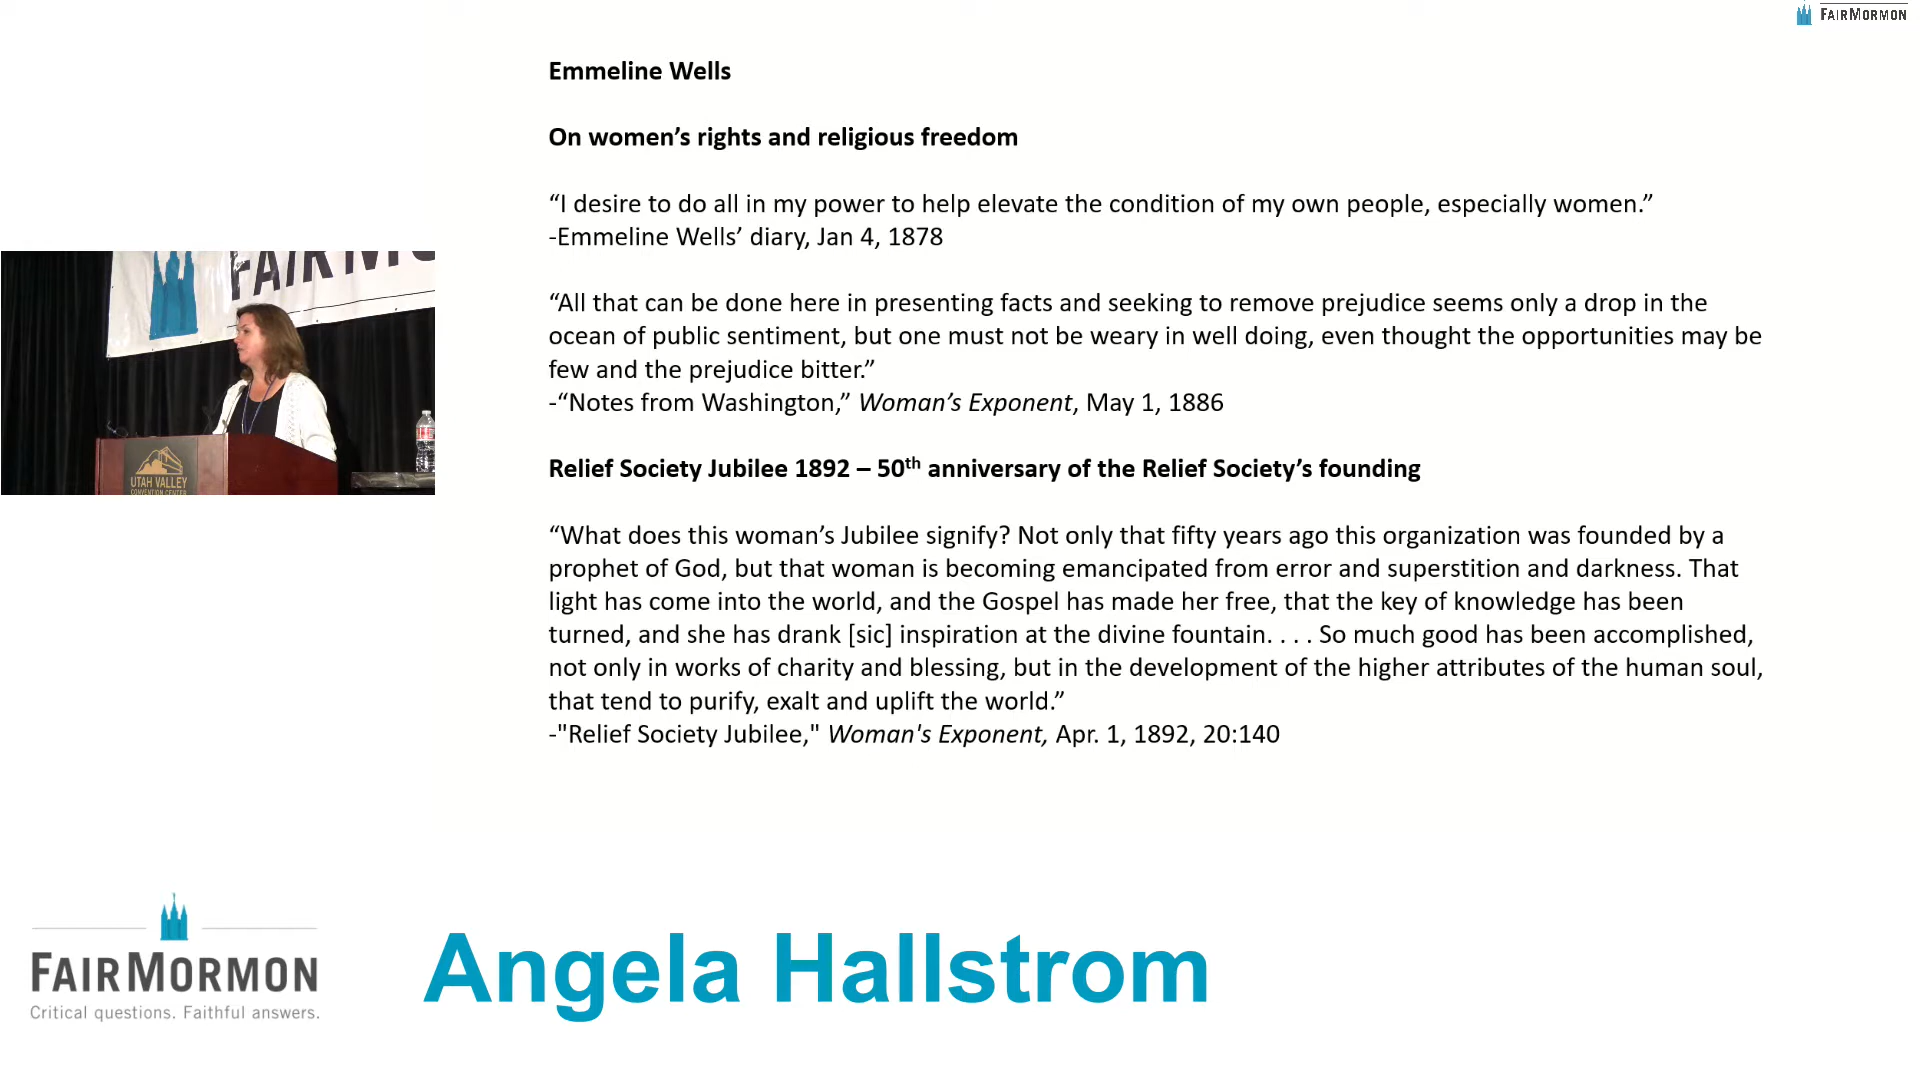 FAIRMORMON
Emmeline Wells
On women’s rights and religious freedom
“I desire to do all in my power to help elevate the condition of my own people, especially women.”
-Emmeline Wells’ diary, Jan 4, 1878
“All that can be done here in presenting facts and seeking to remove prejudice seems only a drop in the
ocean of public sentiment, but one must not be weary in well doing, even thought the opportunities may be
few and the prejudice bitter.”
-“Notes from Washington,” Woman’s Exponent, May 1, 1886
Relief Society Jubilee 1892 – 50th anniversary of the Relief Society’s founding
“What does this woman’s Jubilee signify? Not only that fifty years ago this organization was founded by a
prophet of God, but that woman is becoming emancipated from error and superstition and darkness. That
light has come into the world, and the Gospel has made her free, that the key of knowledge has been
turned, and she has drank [sic] inspiration at the divine fountain. . . . So much good has been accomplished,
not only in works of charity and blessing, but in the development of the higher attributes of the human soul,
that tend to purify, exalt and uplift the world.”
-"Relief Society Jubilee," Woman's Exponent, Apr. 1, 1892, 20:140
FAIRMO
UTAH VALLEY
CONVENTION CENTER
FAIRMORMON
Critical questions. Faithful answers.
Angela Hallstrom